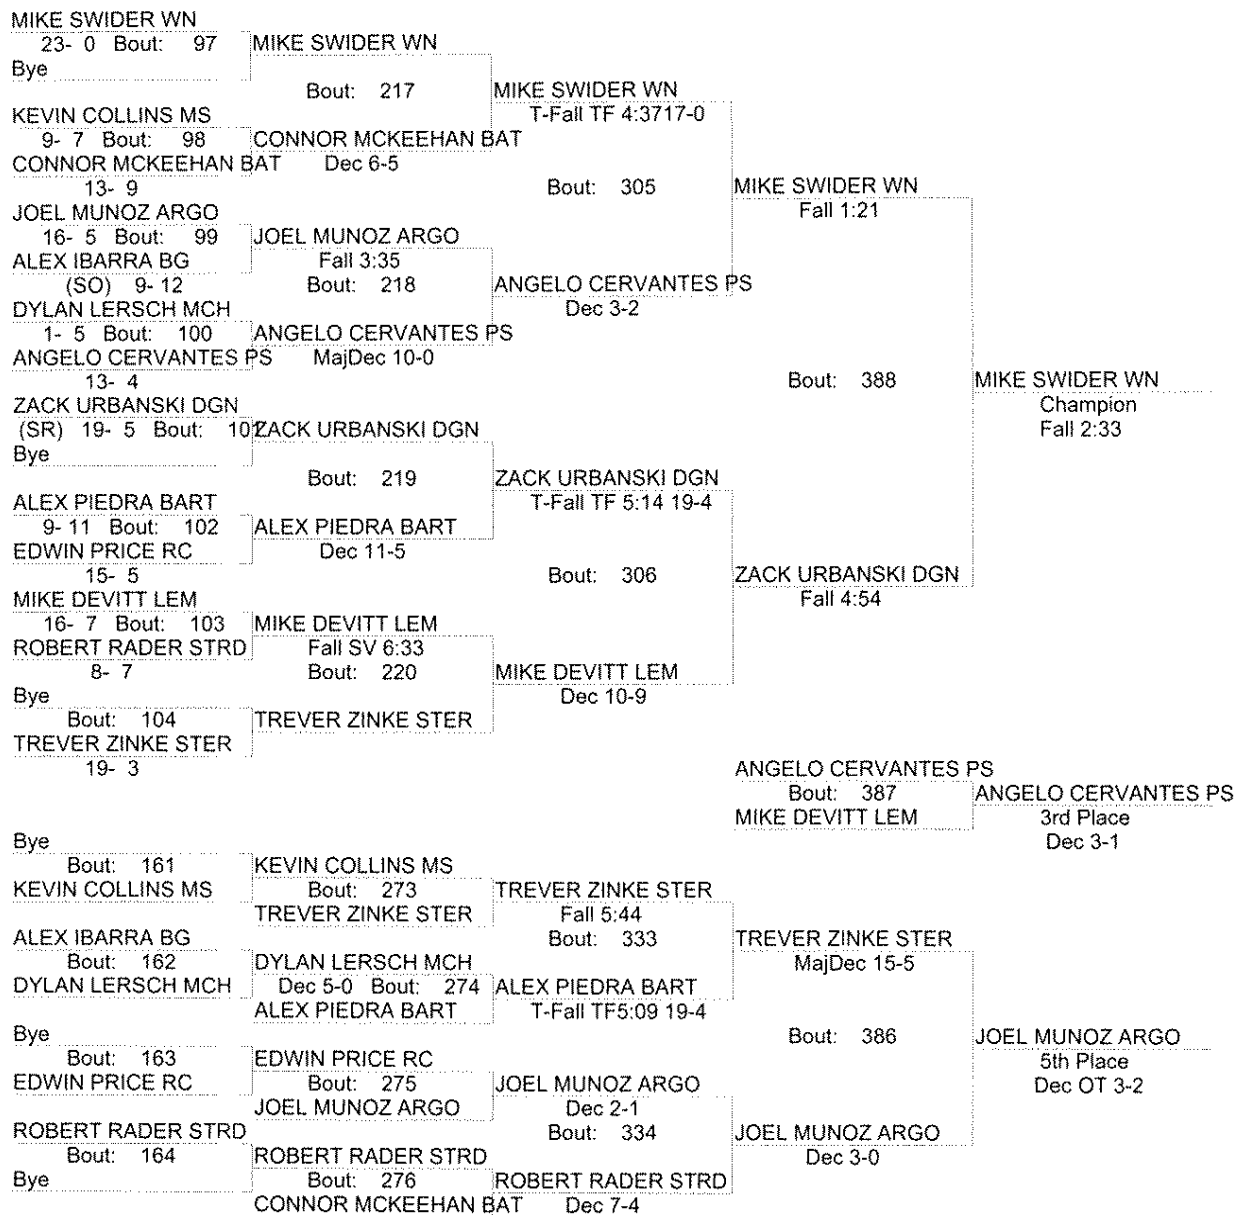 MIKE SWIDER WN
23- 0 Bout: 97 MIKE SWIDER WN
Bye
Bout: 217 MIKE SWIDER WN
T-Fall TF 4:3717-0
KEVIN COLLINS MS
9- 7 Bout: 98 CONNOR MCKEEHAN BAT
CONNOR MCKEEHAN BAT Dec 6-5
13- 9 Bout: 305 MIKE SWIDER WN
Fall 1:21
JOEL MUNOZ ARGO
16- 5 Bout: 99 JOEL MUNOZ ARGO
ALEX IBARRA BG Fall 3:35
(SO) 9- 12 Bout: 218 ANGELO CERVANTES PS
DYLAN LERSCH MCH Dec 3-2
1- 5 Bout: 100 ANGELO CERVANTES PS
ANGELO CERVANTES PS MajDec 10-0
13- 4 Bout: 388 MIKE SWIDER WN
ZACK URBANSKI DGN Champion
(SR) 19- 5 Bout: 101 ZACK URBANSKI DGN Fall 2:33
Bye
Bout: 219 ZACK URBANSKI DGN
ALEX PIEDRA BART T-Fall TF 5:14 19-4
9- 11 Bout: 102 ALEX PIEDRA BART
EDWIN PRICE RC Dec 11-5
15- 5 Bout: 306 ZACK URBANSKI DGN
MIKE DEVITT LEM Fall 4:54
16- 7 Bout: 103 MIKE DEVITT LEM
ROBERT RADER STRD Fall SV 6:33
8- 7 Bout: 220 MIKE DEVITT LEM
Bye Dec 10-9
Bout: 104 TREVER ZINKE STER
TREVER ZINKE STER
19- 3 ANGELO CERVANTES PS
Bout: 387 ANGELO CERVANTES PS
MIKE DEVITT LEM 3rd Place
Dec 3-1
Bye
Bout: 161 KEVIN COLLINS MS
KEVIN COLLINS MS Bout: 273 TREVER ZINKE STER
TREVER ZINKE STER Fall 5:44
ALEX IBARRA BG Bout: 333 TREVER ZINKE STER
Bout: 162 DYLAN LERSCH MCH MajDec 15-5
DYLAN LERSCH MCH Dec 5-0 Bout: 274 ALEX PIEDRA BART
ALEX PIEDRA BART T-Fall TF5:09 19-4
Bye Bout: 386 JOEL MUNOZ ARGO
Bout: 163 EDWIN PRICE RC 5th Place
EDWIN PRICE RC Bout: 275 JOEL MUNOZ ARGO Dec OT 3-2
JOEL MUNOZ ARGO Dec 2-1
ROBERT RADER STRD Bout: 334 JOEL MUNOZ ARGO
Bout: 164 ROBERT RADER STRD Dec 3-0
Bye Bout: 276 ROBERT RADER STRD
CONNOR MCKEEHAN BAT Dec 7-4